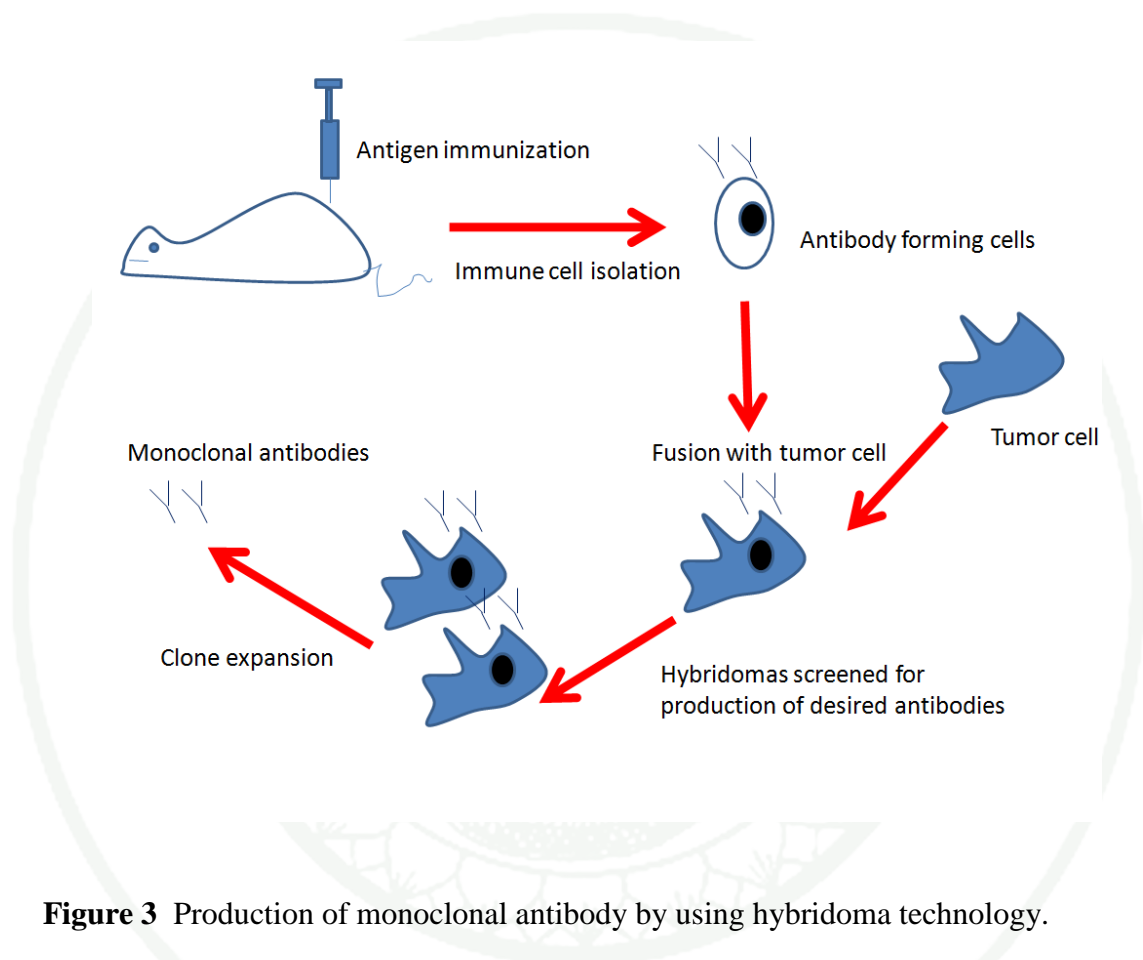 Antigen immunization
Immune cell isolation
Antibody forming cells
Tumor cell
Fusion with tumor cell
Hybridomas screened for
production of desired antibodies
Clone expansion
Monoclonal antibodies
Figure 3 Production of monoclonal antibody by using hybridoma technology.